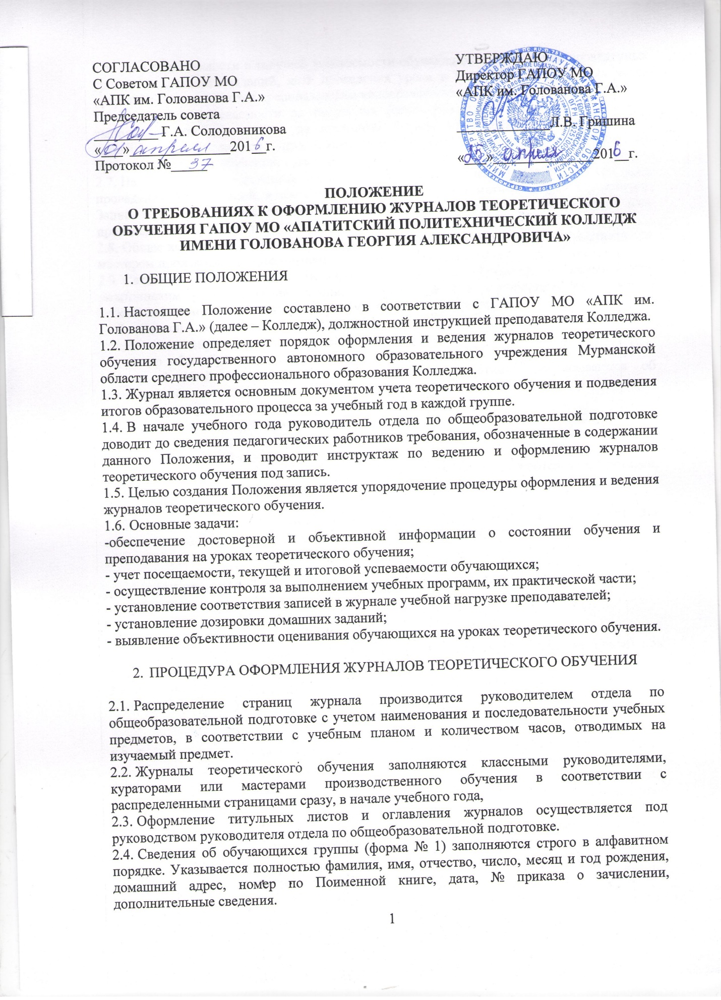 СОГЛАСОВАНО
С Советом ГАПОУ МО
«АПК им. Голованова Г.А.»
Председатель совета
_________ Г.А. Солодовникова
«01» апреля 2016 г.
Протокол № 37
УТВЕРЖДАЮ
Директор ГАПОУ МО
«АПК им. Голованова Г.А.»
_____________Л.В. Гришина
«25» апреля 2016 г.
ПОЛОЖЕНИЕ
О ТРЕБОВАНИЯХ К ОФОРМЛЕНИЮ ЖУРНАЛОВ ТЕОРЕТИЧЕСКОГО
ОБУЧЕНИЯ ГАПОУ МО «АПАТИТСКИЙ ПОЛИТЕХНИЧЕСКИЙ КОЛЛЕДЖ
ИМЕНИ ГОЛОВАНОВА ГЕОРГИЯ АЛЕКСАНДРОВИЧА»
1. ОБЩИЕ ПОЛОЖЕНИЯ
1.1. Настоящее Положение составлено в соответствии с ГАПОУ МО «АПК им.
Голованова Г.А.» (далее – Колледж), должностной инструкцией преподавателя Колледжа.
1.2. Положение определяет порядок оформления и ведения журналов теоретического
обучения государственного автономного образовательного учреждения Мурманской
области среднего профессионального образования Колледжа.
1.3. Журнал является основным документом учета теоретического обучения и подведения
итогов образовательного процесса за учебный год в каждой группе.
1.4. В начале учебного года руководитель отдела по общеобразовательной подготовке
доводит до сведения педагогических работников требования, обозначенные в содержании
данного Положения, и проводит инструктаж по ведению и оформлению журналов
теоретического обучения под запись.
1.5. Целью создания Положения является упорядочение процедуры оформления и ведения
журналов теоретического обучения.
1.6. Основные задачи:
-обеспечение достоверной и объективной информации о состоянии обучения и
преподавания на уроках теоретического обучения;
- учет посещаемости, текущей и итоговой успеваемости обучающихся;
- осуществление контроля за выполнением учебных программ, их практической части;
- установление соответствия записей в журнале учебной нагрузке преподавателей;
- установление дозировки домашних заданий;
- выявление объективности оценивания обучающихся на уроках теоретического обучения.
2. ПРОЦЕДУРА ОФОРМЛЕНИЯ ЖУРНАЛОВ ТЕОРЕТИЧЕСКОГО ОБУЧЕНИЯ
2.1. Распределение страниц журнала производится руководителем отдела по
общеобразовательной подготовке с учетом наименования и последовательности учебных
предметов, в соответствии с учебным планом и количеством часов, отводимых на
изучаемый предмет.
2.2. Журналы теоретического обучения заполняются классными руководителями,
кураторами или мастерами производственного обучения в соответствии с
распределенными страницами сразу, в начале учебного года,
2.3. Оформление титульных листов и оглавления журналов осуществляется под
руководством руководителя отдела по общеобразовательной подготовке.
2.4. Сведения об обучающихся группы (форма № 1) заполняются строго в алфавитном
порядке. Указывается полностью фамилия, имя, отчество, число, месяц и год рождения,
домашний адрес, номер по Поименной книге, дата, № приказа о зачислении,
дополнительные сведения.
1